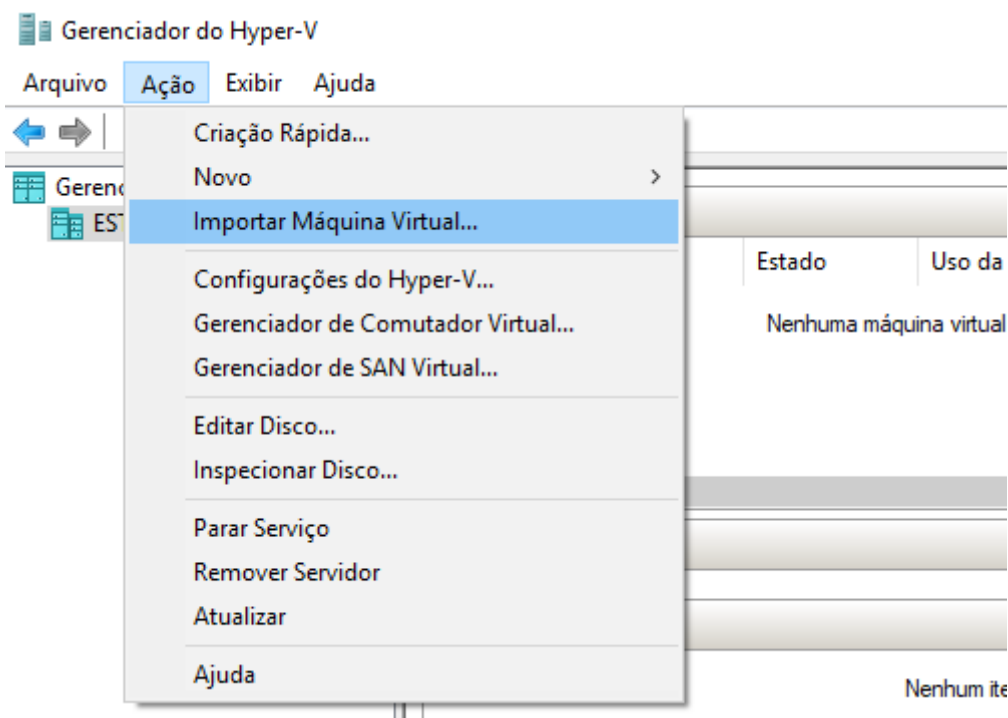 Gerenciador do Hyper-V
Arquivo Ação Exibir Ajuda
Criação Rápida...
Novo
Importar Máquina Virtual...
Configurações do Hyper-V...
Gerenciador de Comutador Virtual...
Gerenciador de SAN Virtual...
Editar Disco...
Inspecionar Disco...
Parar Serviço
Remover Servidor
Atualizar
Ajuda
Estado Uso da
Nenhuma máquina virtual
Nenhum